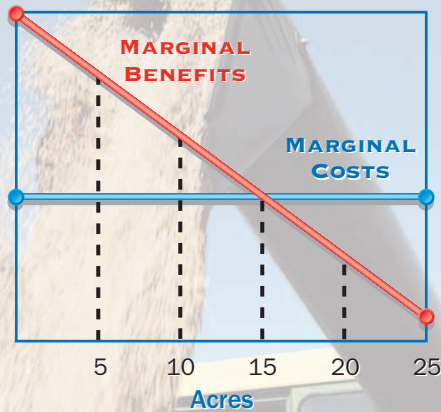 MARGINAL
BENEFITS
MARGINAL
COSTS
5 10 15 20 25
Acres